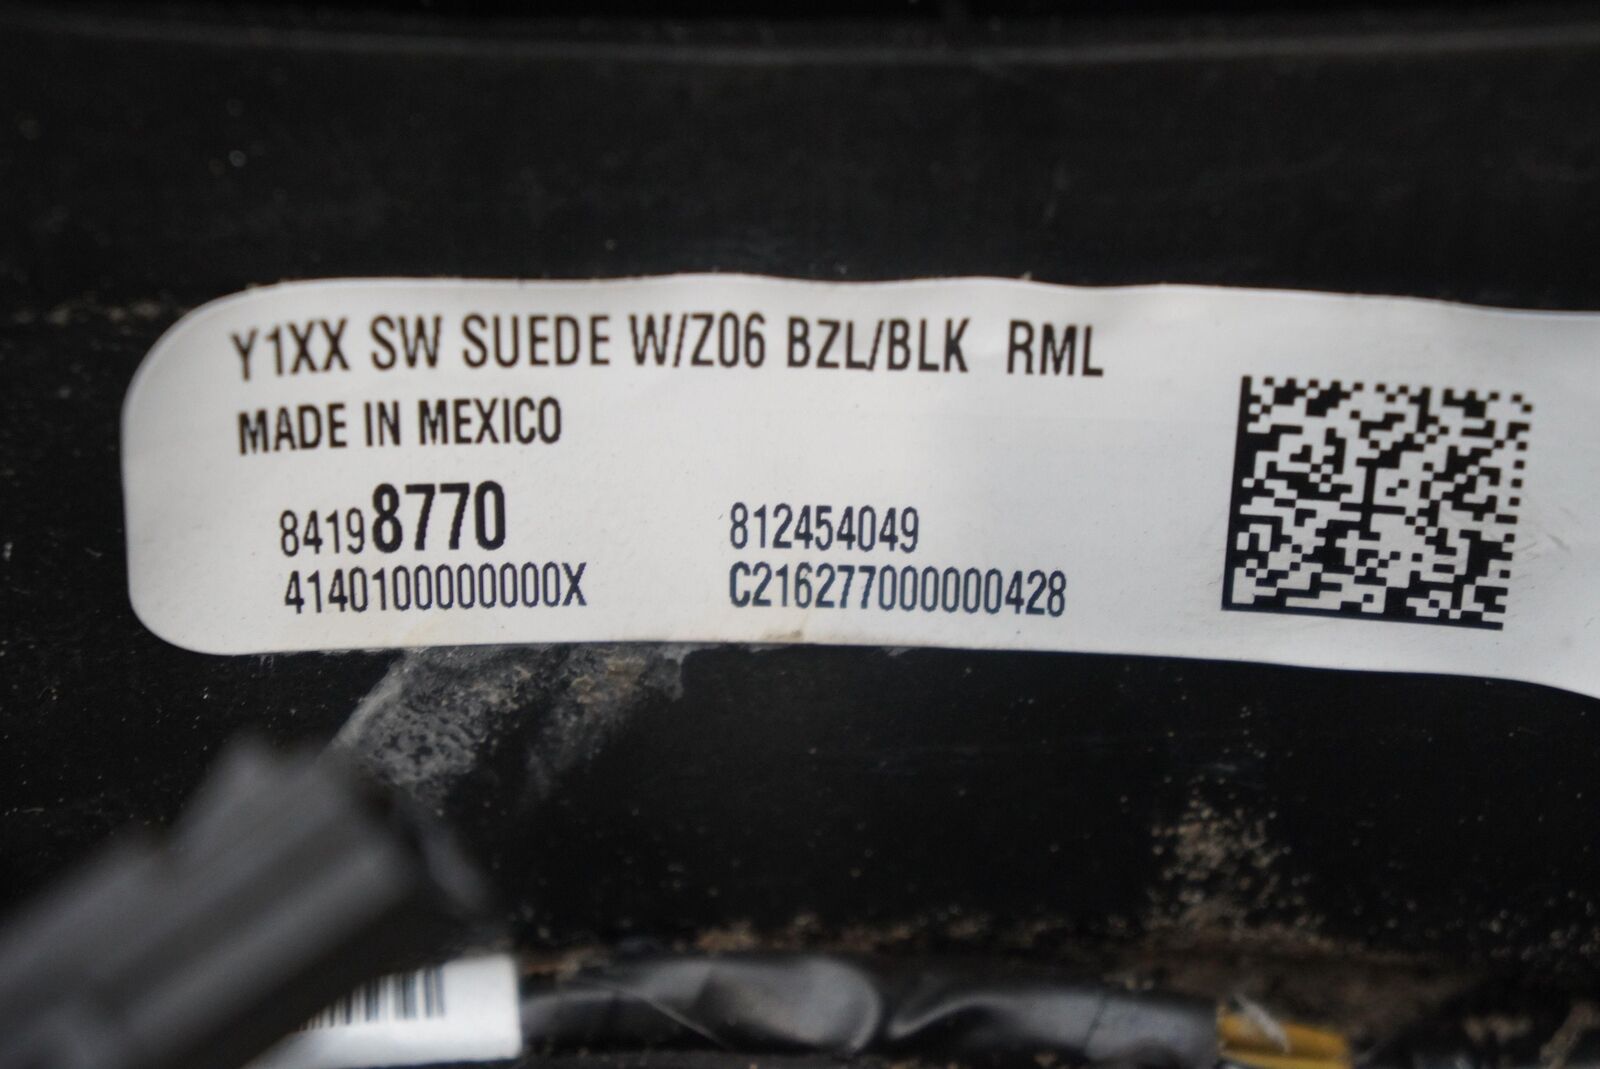 Y1XX SW SUEDE W/Z06 BZL/BLK RML
MADE IN MEXICO
84198770 812454049
4140100000000X C216277000000428